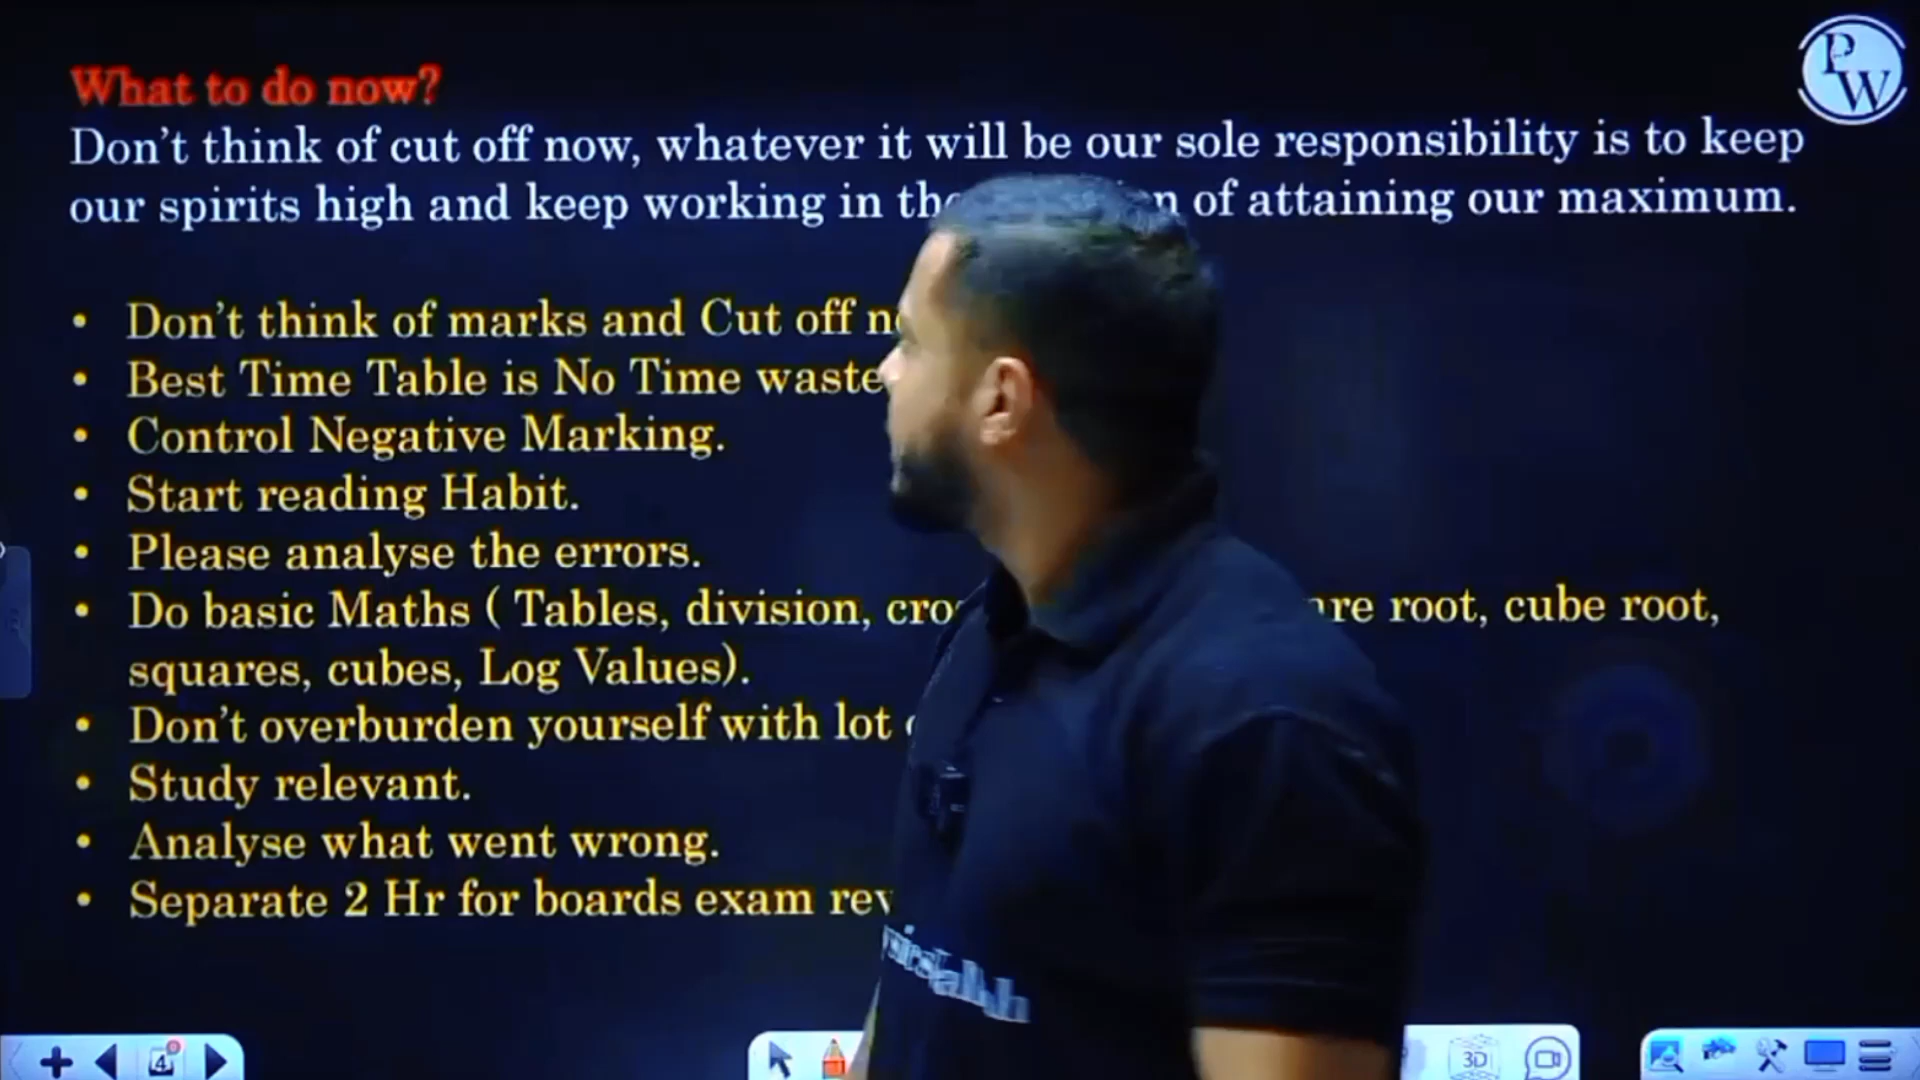 What to do now?
Don't think of cut off now, whatever it will be our sole responsibility is to keep
our spirits high and keep working in of attaining our maximum.
• Don't think of marks and Cut off
• Best Time Table is No Time
• Control Negative Marking.
• Start reading Habit.
• Please analyse the errors.
• Do basic Maths ( Tables, division, root, cube root,
squares, cubes, Log Values).
• Don't overburden yourself with lot
• Study relevant.
• Analyse what went wrong.
• Separate 2 Hr for boards exam
PW
4
3D